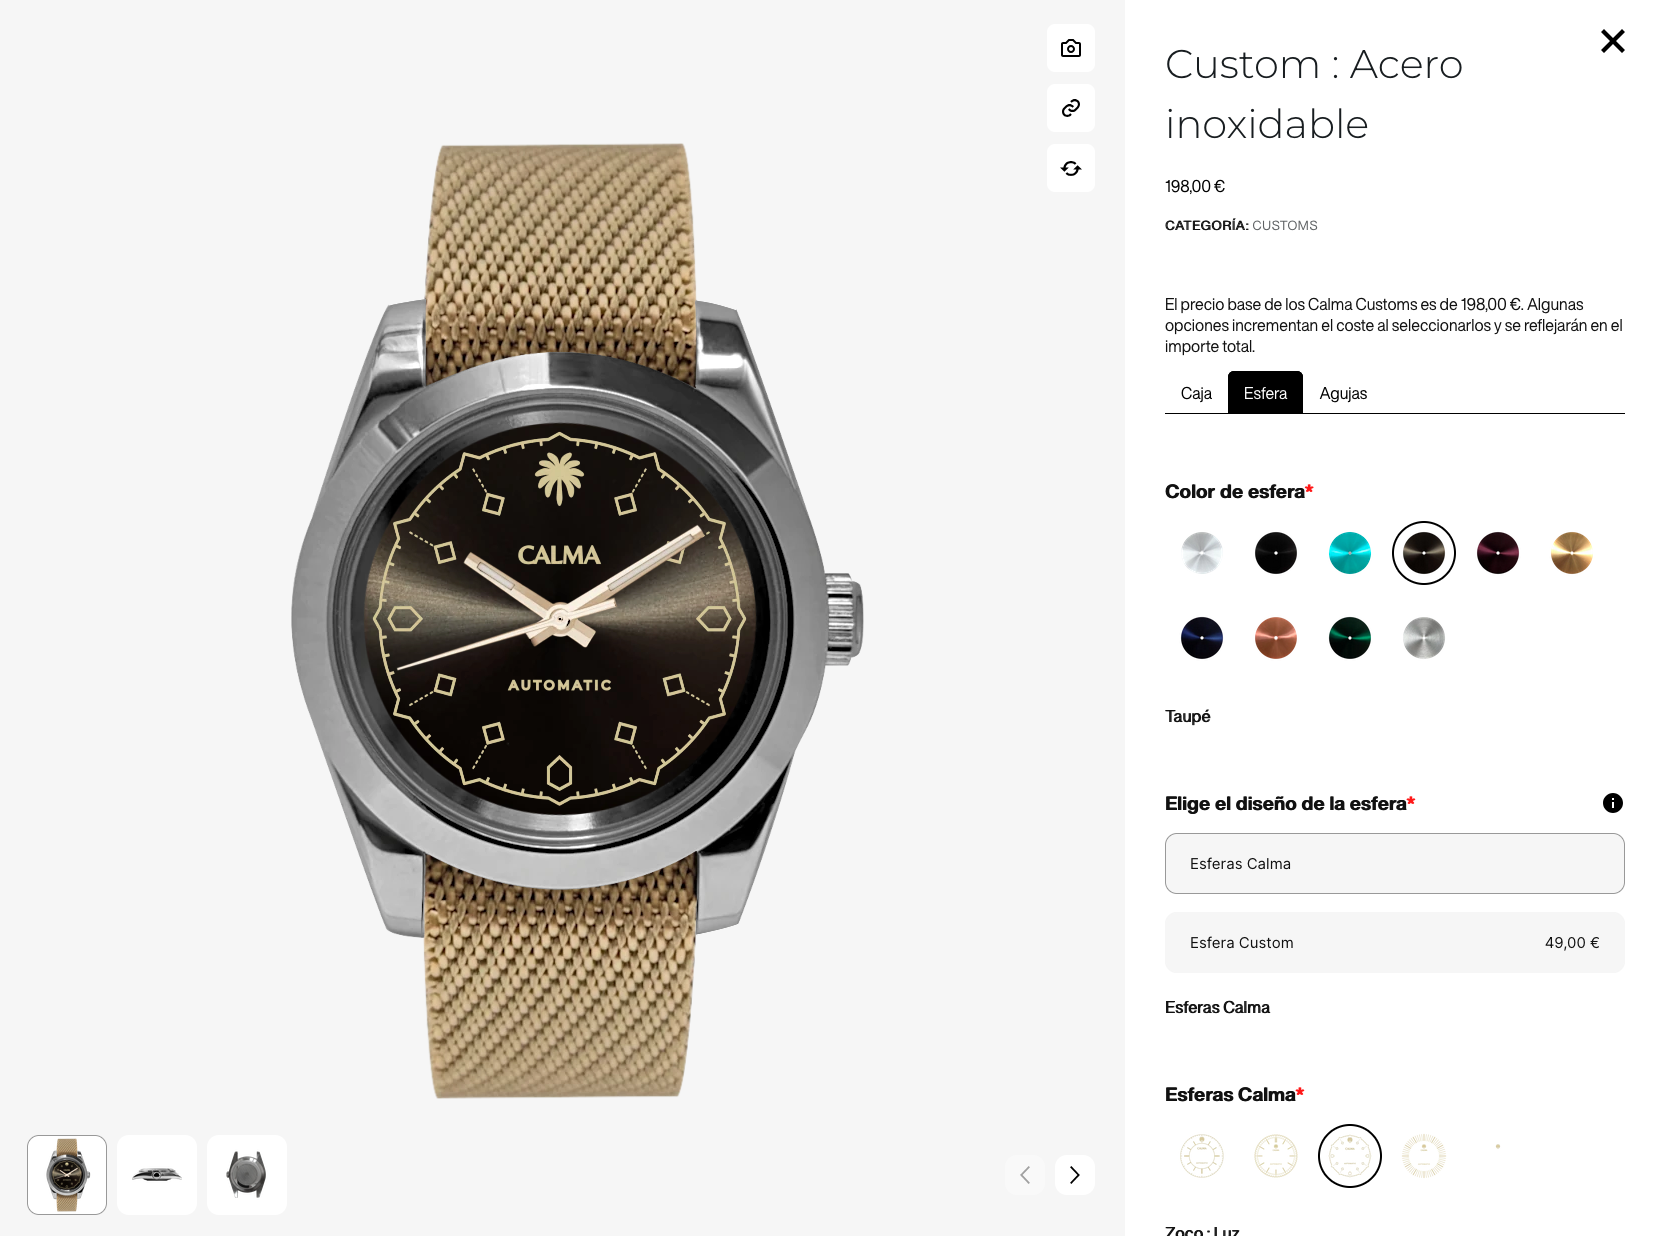 CALMA
AUTOMATIC
Custom : Acero
inoxidable
198,00 €
CATEGORÍA: CUSTOMS
El precio base de los Calma Customs es de 198,00 €. Algunas
opciones incrementan el coste al seleccionarlos y se reflejarán en el
importe total.
Caja Esfera Agujas
Color de esfera*
Taupé
Elige el diseño de la esfera*
Esferas Calma
Esfera Custom 49,00 €
Esferas Calma
Esferas Calma*
Zoco : Luz